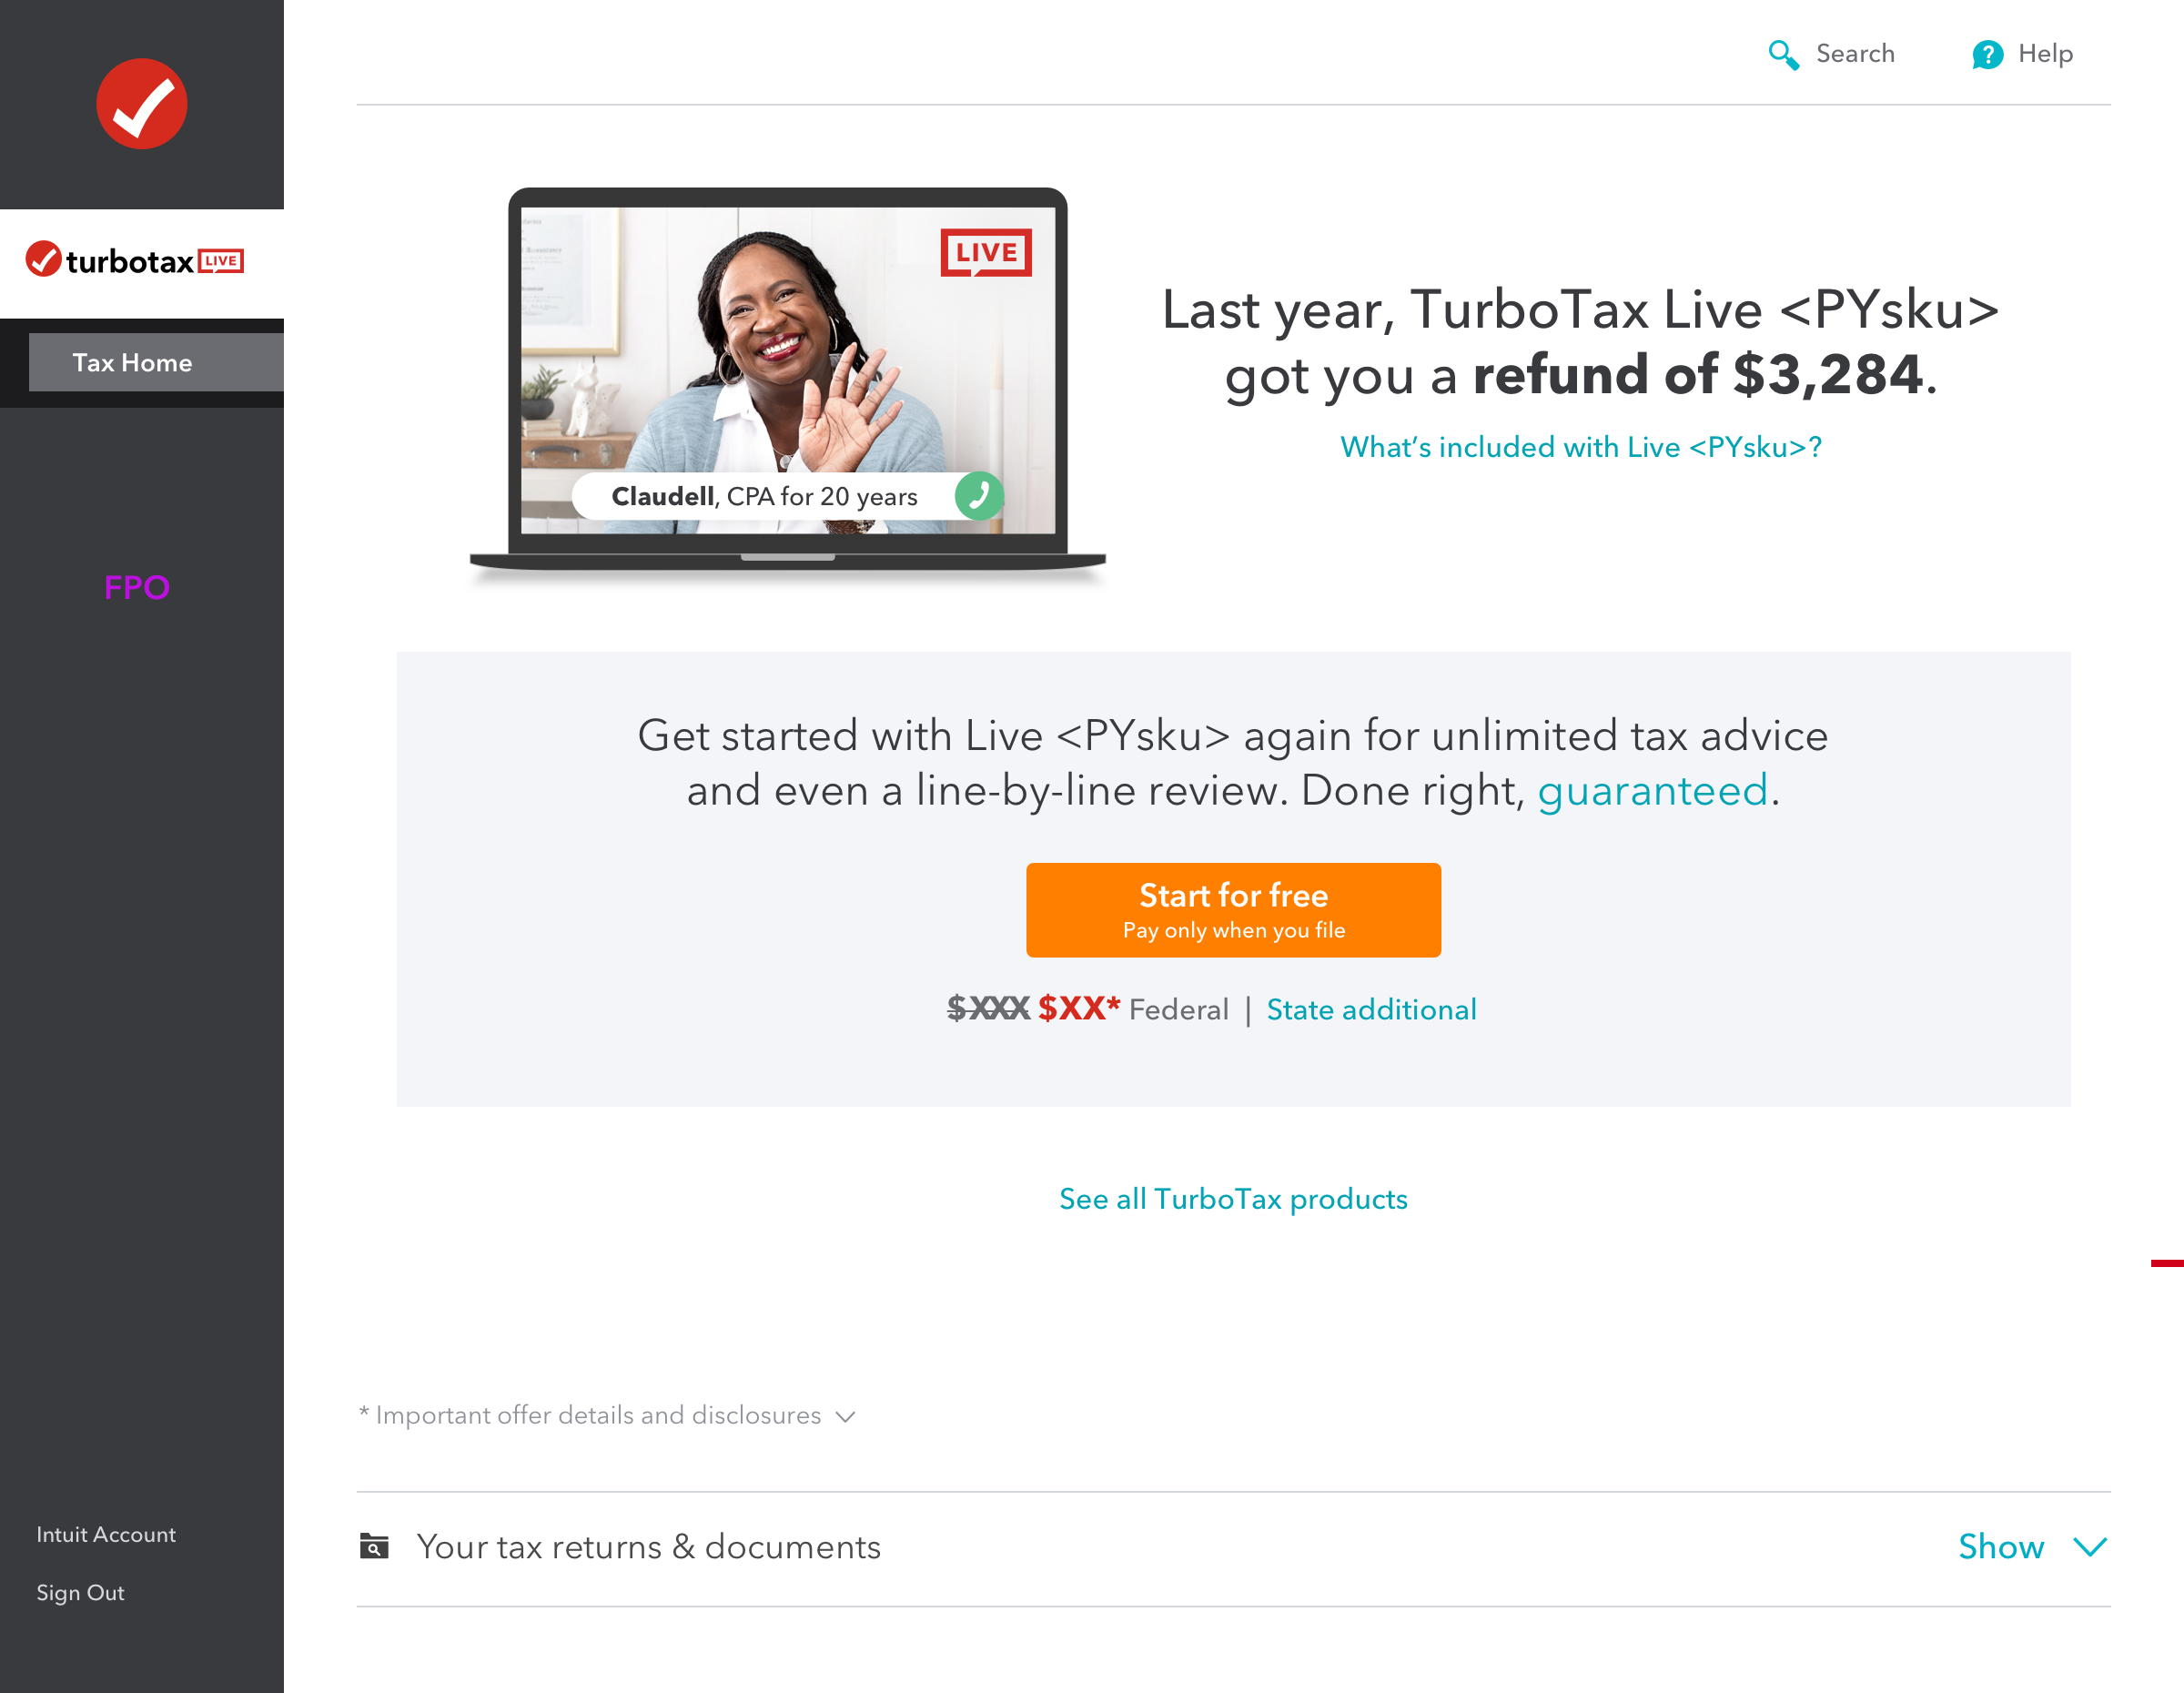 Search
Help
turbotax LIVE
Tax Home
FPO
Intuit Account
Sign Out
LIVE
Claudell, CPA for 20 years
Last year, TurboTax Live <PYsku>
got you a refund of $3,284.
What's included with Live <PYsku>?
Get started with Live <PYsku> again for unlimited tax advice
and even a line-by-line review. Done right, guaranteed.
Start for free
Pay only when you file
$XXX $XX* Federal | State additional
See all TurboTax products
* Important offer details and disclosures
Your tax returns & documents
Show